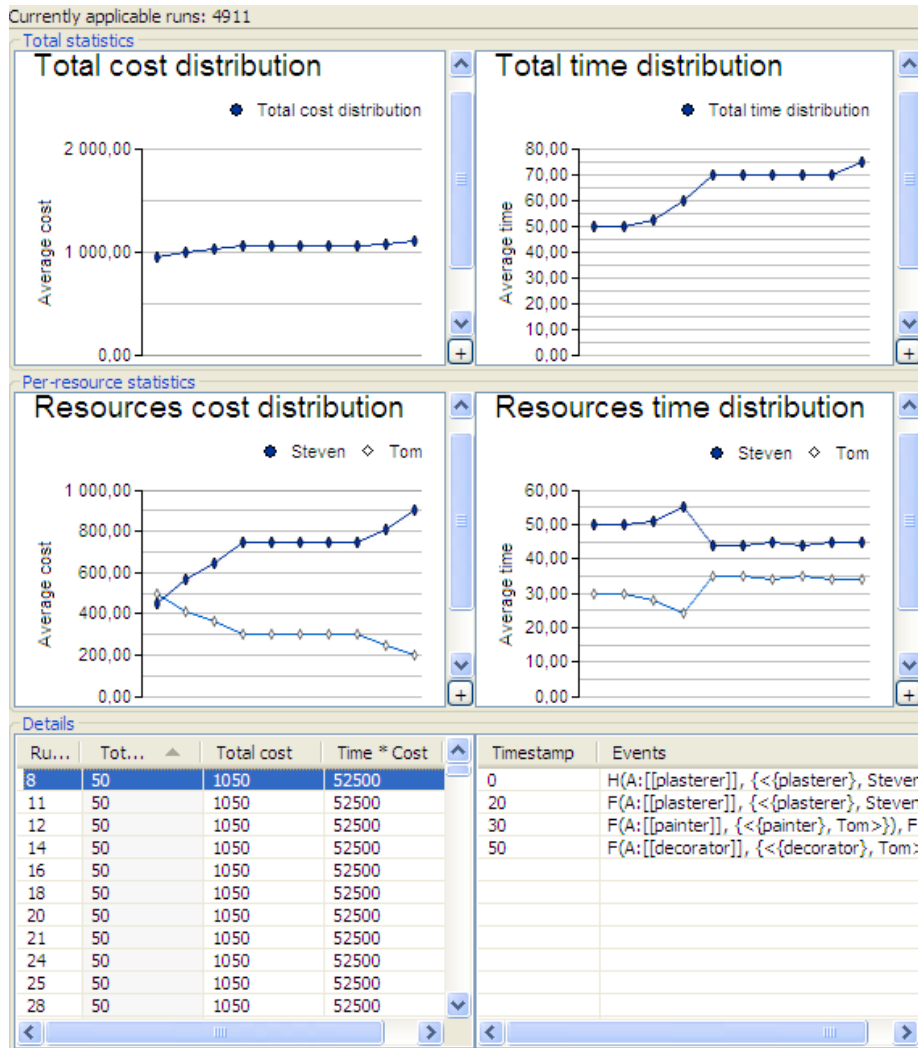 Currently applicable runs: 4911
Total statistics
Total cost distribution
Total cost distribution
2 000,00
1 000,00
0,00
Average cost
Total time distribution
Total time distribution
80,00
70,00
60,00
50,00
40,00
30,00
20,00
10,00
0,00
Average time
+
+
Per-resource statistics
Resources cost distribution
Steven Tom
1 000,00
800,00
600,00
400,00
200,00
0,00
Average cost
Resources time distribution
Steven Tom
60,00
50,00
40,00
30,00
20,00
10,00
0,00
Average time
+
+
Details
Ru... Tot... Total cost Time * Cost
8 50 1050 52500
11 50 1050 52500
12 50 1050 52500
14 50 1050 52500
16 50 1050 52500
18 50 1050 52500
20 50 1050 52500
21 50 1050 52500
24 50 1050 52500
25 50 1050 52500
28 50 1050 52500
Timestamp Events
0 H(A:[[plasterer]], {<{plasterer}, Steven
20 F(A:[[plasterer]], {<{plasterer}, Steven
30 F(A:[[painter]], {<{painter}, Tom>}), F
50 F(A:[[decorator]], {<{decorator}, Tom>